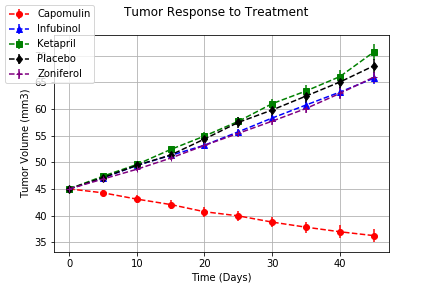 Tumor Response to Treatment
Capomulin
Infubinol
Ketapril
Placebo
Zoniferol
Tumor Volume (mm3)
60
55
50
45
40
35
0
10
20
30
40
Time (Days)